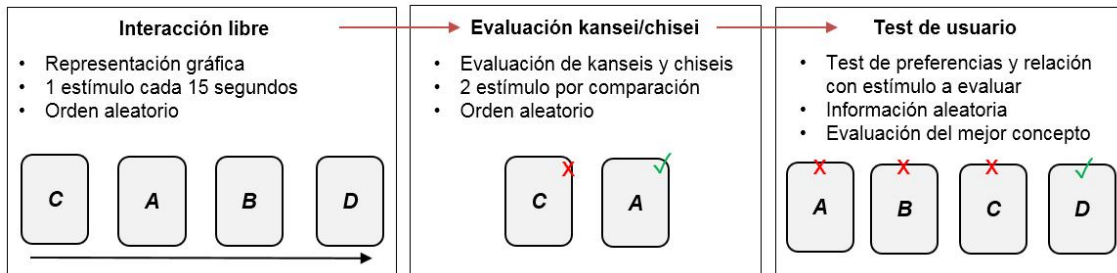 Interacción libre
• Representación gráfica
• 1 estímulo cada 15 segundos
• Orden aleatorio
C A B D
Evaluación kansei/chisei
• Evaluación de kanseis y chiseis
• 2 estímulo por comparación
• Orden aleatorio
C A
Test de usuario
• Test de preferencias y relación
con estímulo a evaluar
• Información aleatoria
• Evaluación del mejor concepto
A B C D